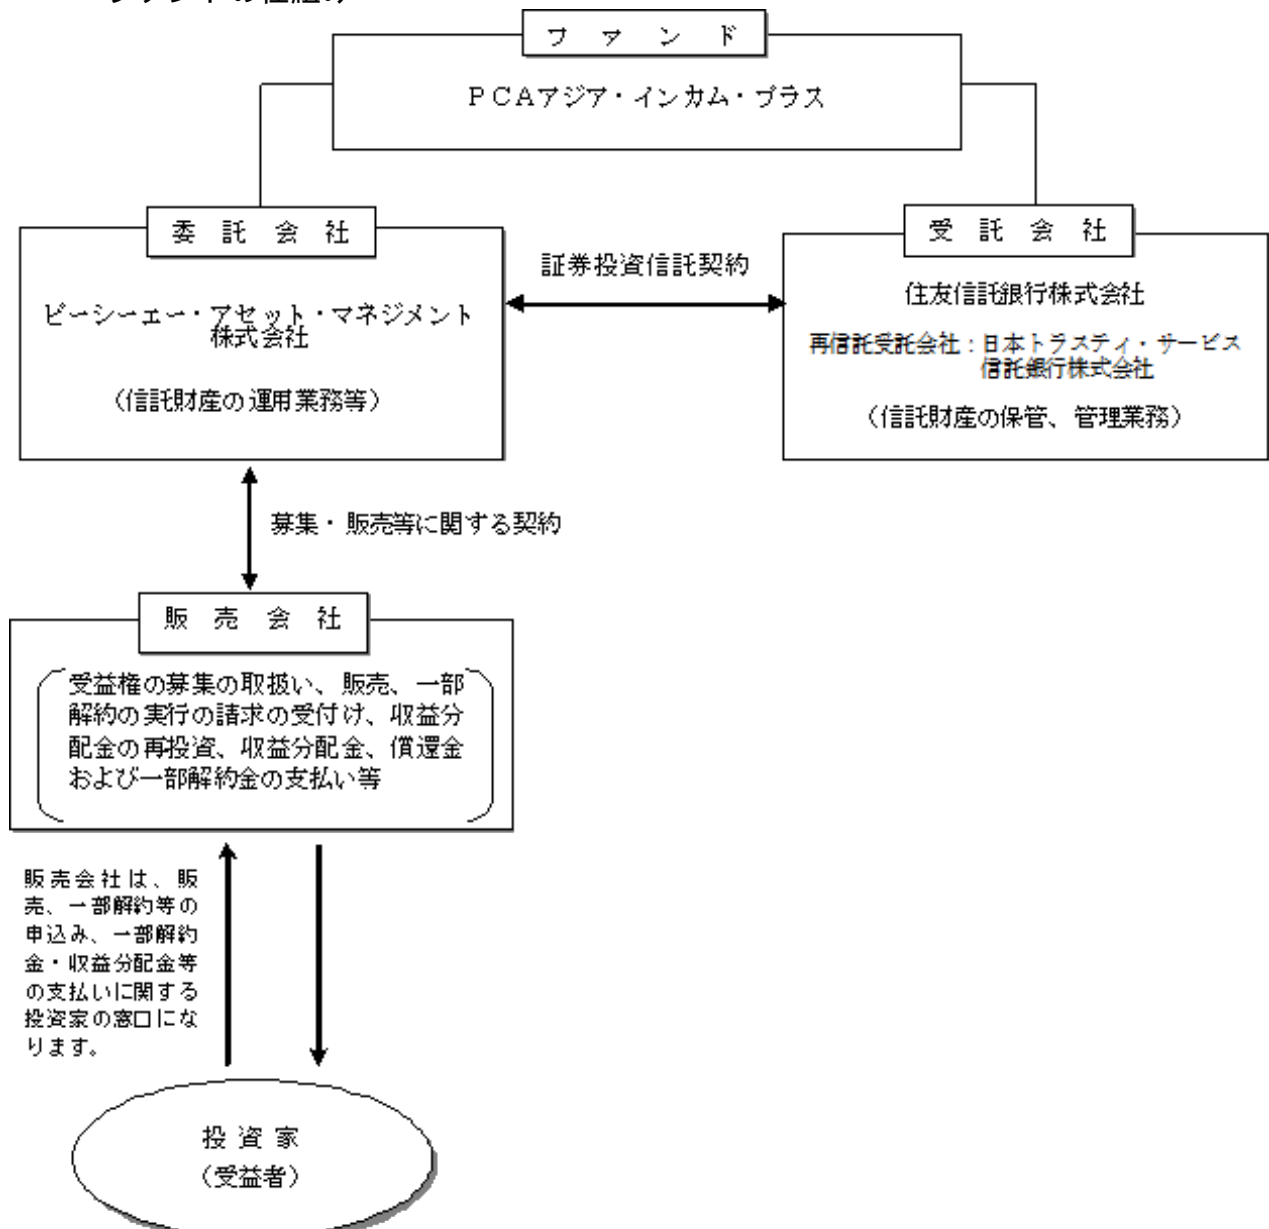 ファンドの仕組み
ファンド
PCAアジア・インカム・プラス
委託会社
ピーシーエー・アセット・マネジメント
株式会社
（信託財産の運用業務等）
証券投資信託契約
受託会社
住友信託銀行株式会社
再信託受託会社：日本トラスティ・サービス
信託銀行株式会社
（信託財産の保管、管理業務）
募集・販売等に関する契約
販売会社
受益権の募集の取扱い、販売、一部
解約の実行の請求の受付け、収益分
配金の再投資、収益分配金、償還金
および一部解約金の支払い等
販売会社は、販
売、一部解約等の
申込み、一部解約
金・収益分配金等
の支払いに関する
投資家の窓口にな
ります。
投資家
（受益者）